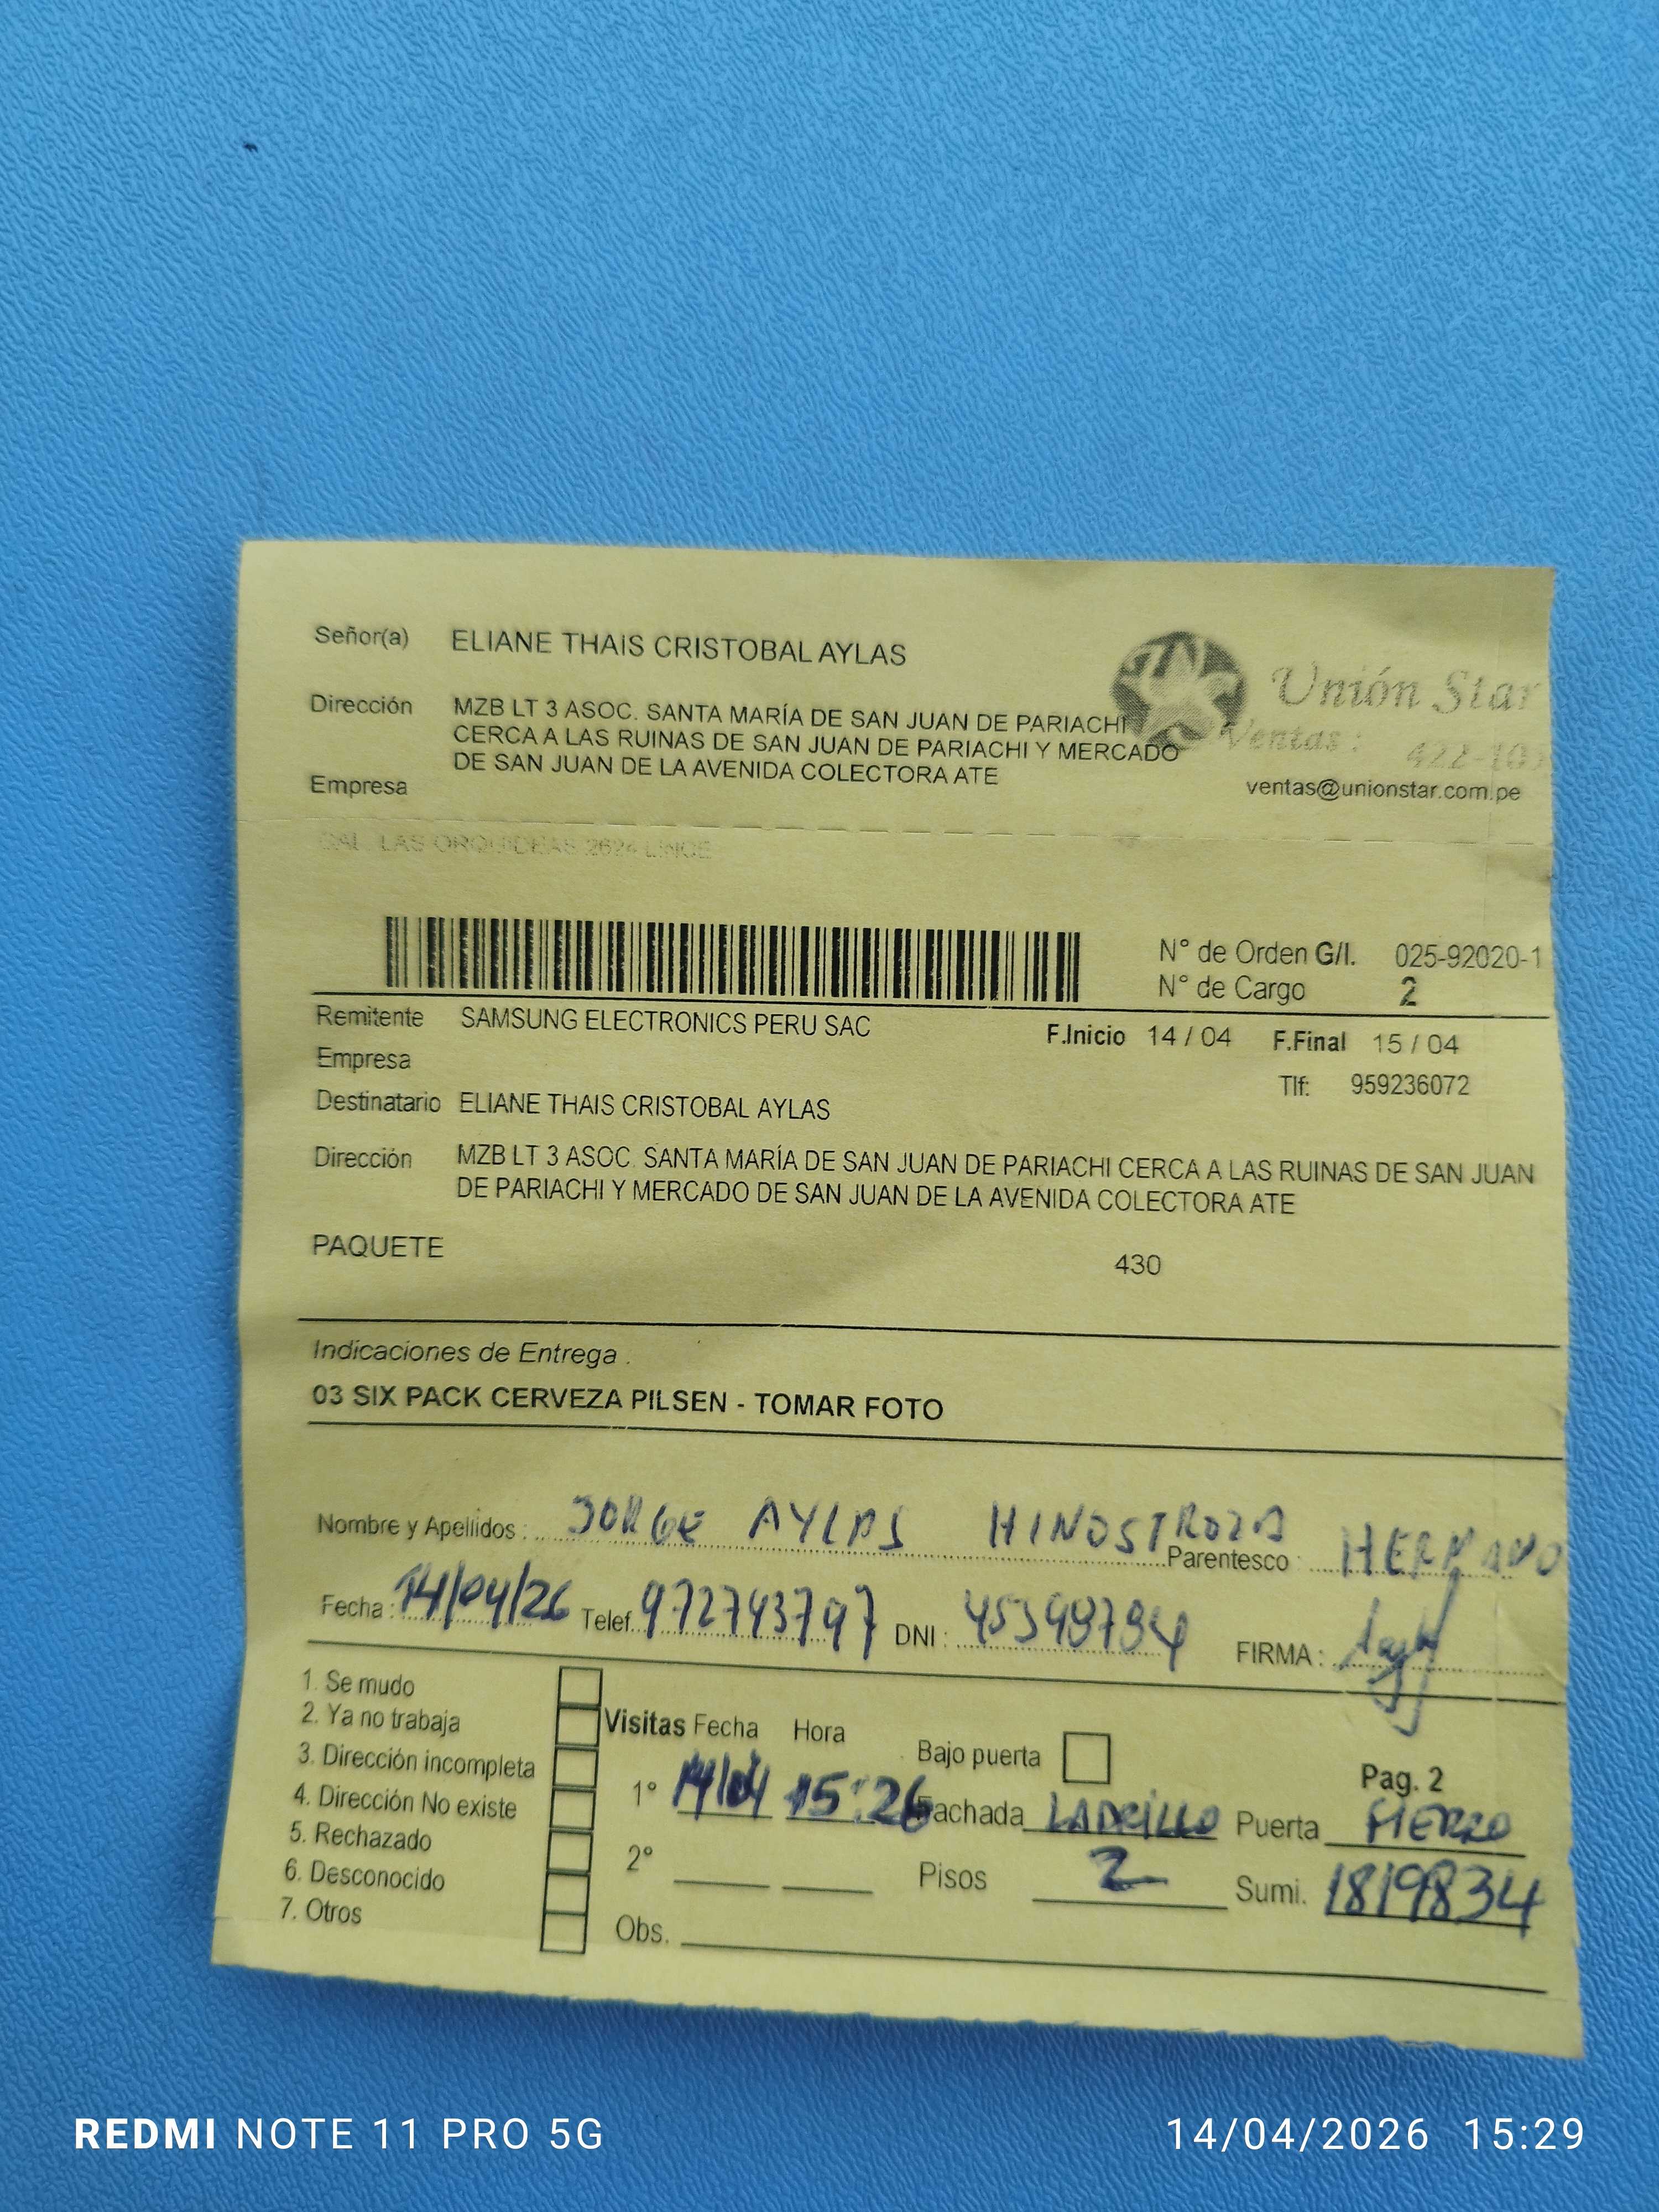 Señor(a) ELIANE THAIS CRISTOBAL AYLAS
Unión Star
Dirección MZB LT 3 ASOC. SANTA MARÍA DE SAN JUAN DE PARIACHI
CERCA A LAS RUINAS DE SAN JUAN DE PARIACHI Y MERCADO
DE SAN JUAN DE LA AVENIDA COLECTORA ATE
Ventas: 422-10
Empresa
ventas@unionstar.com.pe
CAL. LAS ORQUIDEAS 2624 LINCE
N° de Orden G/I. 025-92020-1
N° de Cargo 2
Remitente SAMSUNG ELECTRONICS PERU SAC
F.Inicio 14 / 04 F.Final 15 / 04
Empresa
Tlf: 959236072
Destinatario ELIANE THAIS CRISTOBAL AYLAS
Dirección MZB LT 3 ASOC. SANTA MARÍA DE SAN JUAN DE PARIACHI CERCA A LAS RUINAS DE SAN JUAN
DE PARIACHI Y MERCADO DE SAN JUAN DE LA AVENIDA COLECTORA ATE
PAQUETE 430
Indicaciones de Entrega .
03 SIX PACK CERVEZA PILSEN - TOMAR FOTO
Nombre y Apellidos : JORGE AYLAS HINOSTROZA Parentesco : HERMANO
Fecha : 14/04/26 Telef. 972743797 DNI : FIRMA :
1. Se mudo
2. Ya no trabaja
3. Dirección incompleta
4. Dirección No existe
5. Rechazado
6. Desconocido
7. Otros
Visitas Fecha Hora Bajo puerta
Pag. 2
1° 14/04 15:26 Fachada LADRILLO Puerta FIERRO
2° Pisos 2 Sumi. 1819834
Obs.
REDMI NOTE 11 PRO 5G 14/04/2026 15:29